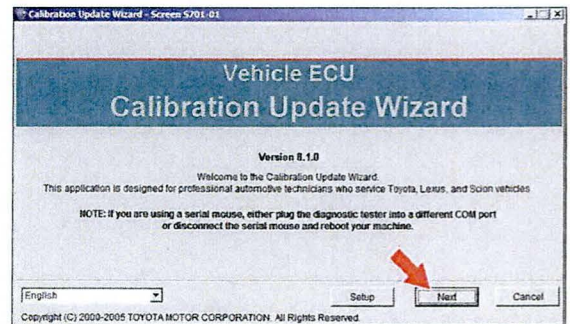 Calibration Update Wizard - Screen S701-01
Vehicle ECU
Calibration Update Wizard
Version 8.1.0
Welcome to the Calibration Update Wizard.
This application is designed for professional automotive technicians who service Toyota, Lexus, and Scion vehicles
NOTE: If you are using a serial mouse, either plug the diagnostic tester into a different COM port
or disconnect the serial mouse and reboot your machine.
English
Setup
Next
Cancel
Copyright (C) 2000-2005 TOYOTA MOTOR CORPORATION. All Rights Reserved.